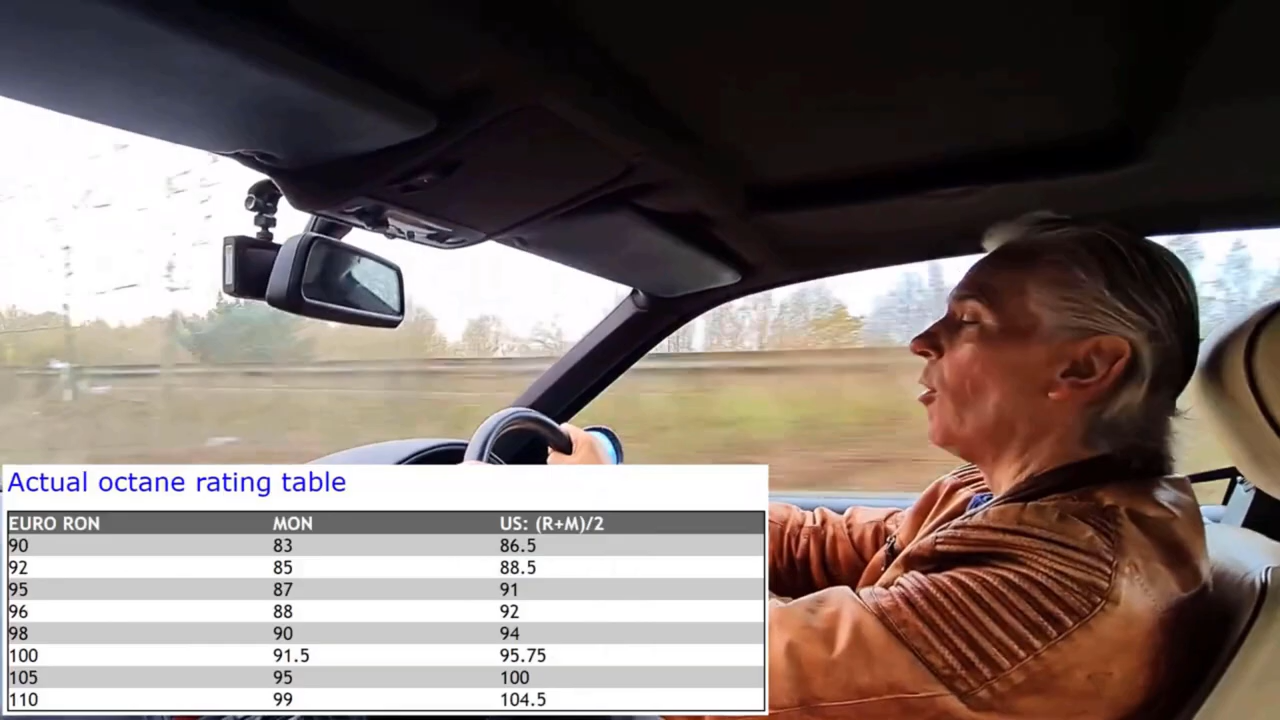 Actual octane rating table
EURO RON MON US: (R+M)/2
90 83 86.5
92 85 88.5
95 87 91
96 88 92
98 90 94
100 91.5 95.75
105 95 100
110 99 104.5